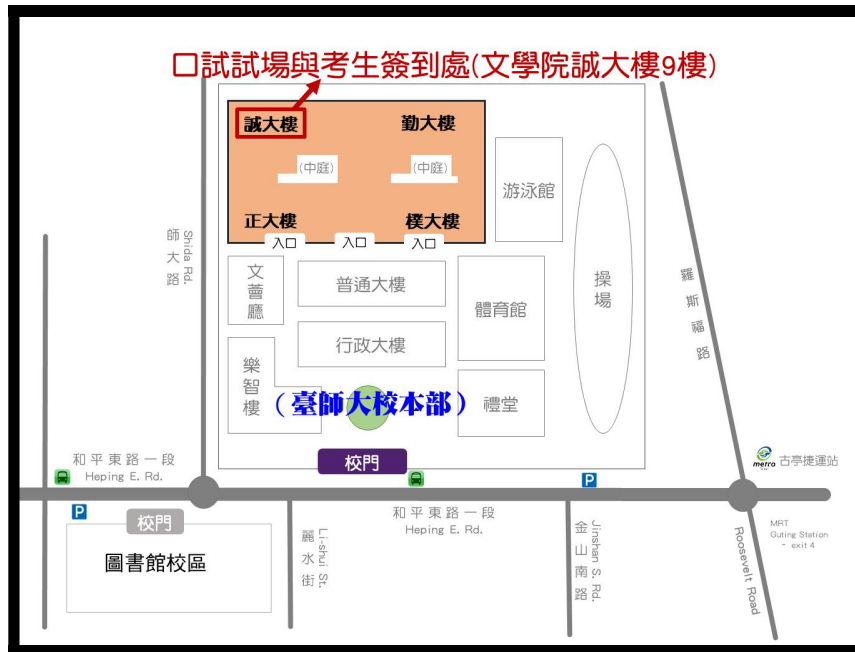 口試試場與考生簽到處(文學院誠大樓9樓)
誠大樓
勤大樓
(中庭)
(中庭)
游泳館
正大樓
樸大樓
入口
入口
入口
師大路
Shida Rd.
文薈廳
普通大樓
體育館
操場
羅斯福路
行政大樓
樂智樓
(臺師大校本部)
禮堂
校門
和平東路一段
Heping E. Rd.
metro
古亭捷運站
P
P
校門
圖書館校區
麗水街
Li-shui St.
和平東路一段
Heping E. Rd.
金山南路
Jinshan S. Rd.
Roosevelt Road
MRT
Guting Station
- exit 4